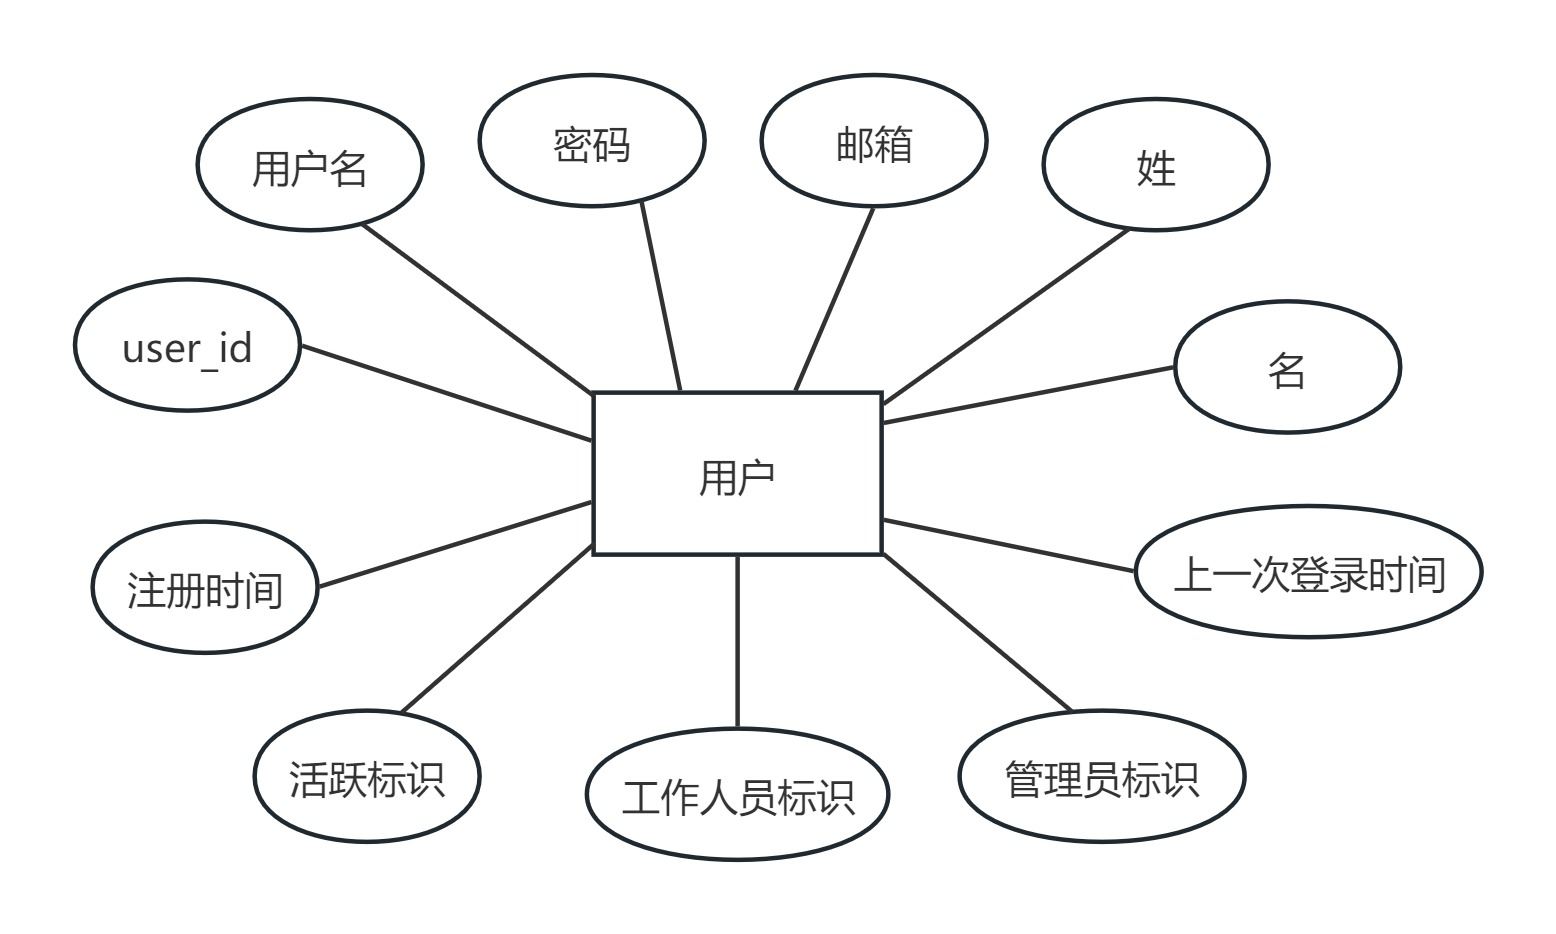 用户名
密码
邮箱
姓
user_id
名
用户
注册时间
上一次登录时间
活跃标识
工作人员标识
管理员标识